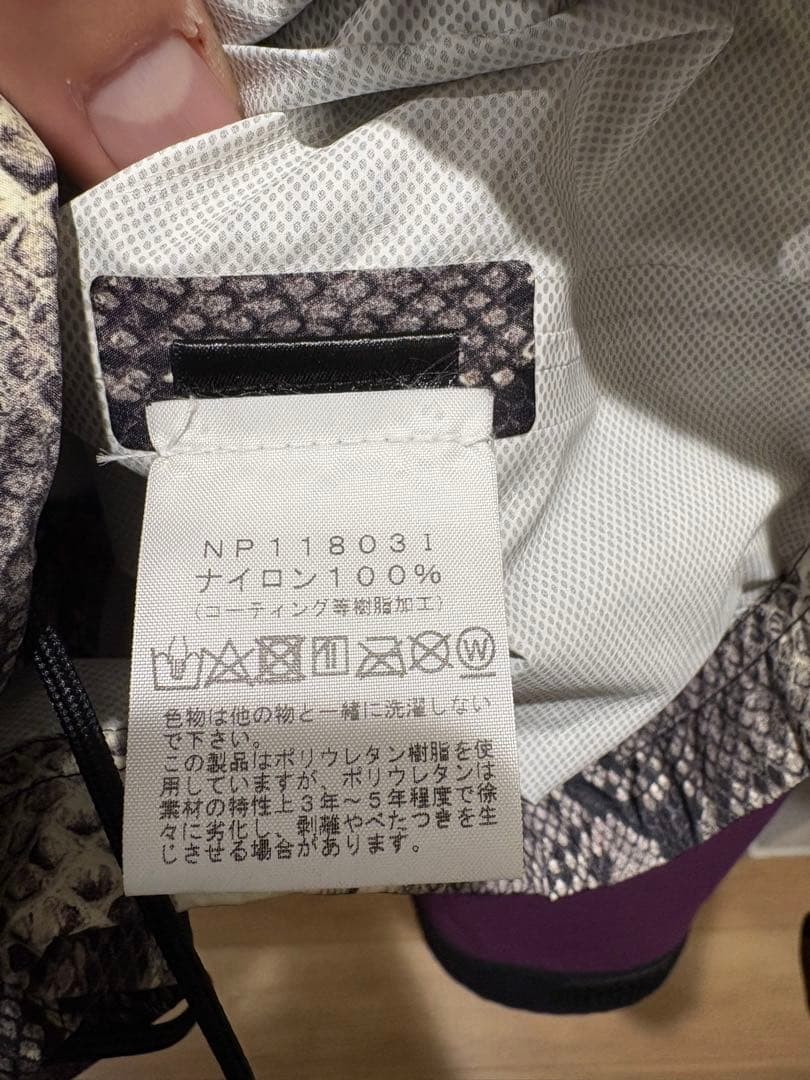 NP11803I
ナイロン100%
(コーティング等樹脂加工)
W
色物は他の物と一緒に洗濯しない
で下さい。
この製品はポリウレタン樹脂を使
用していますが、ポリウレタンは
素材の特性上3年～5年程度で徐
々に劣化し、剥離やべたつきを生
じさせる場合があります。